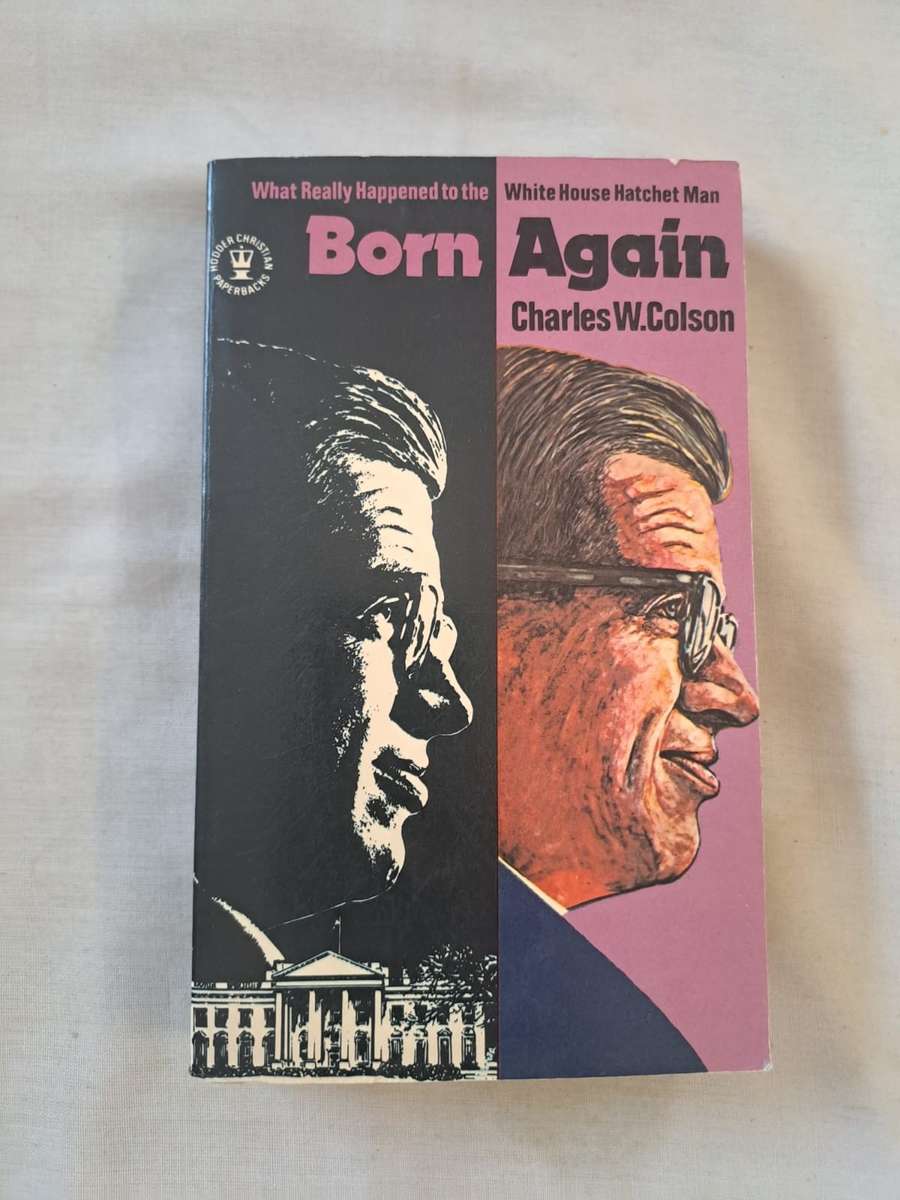 What Really Happened to the White House Hatchet Man
Born Again
Charles W. Colson
HODDER CHRISTIAN PAPERBACKS